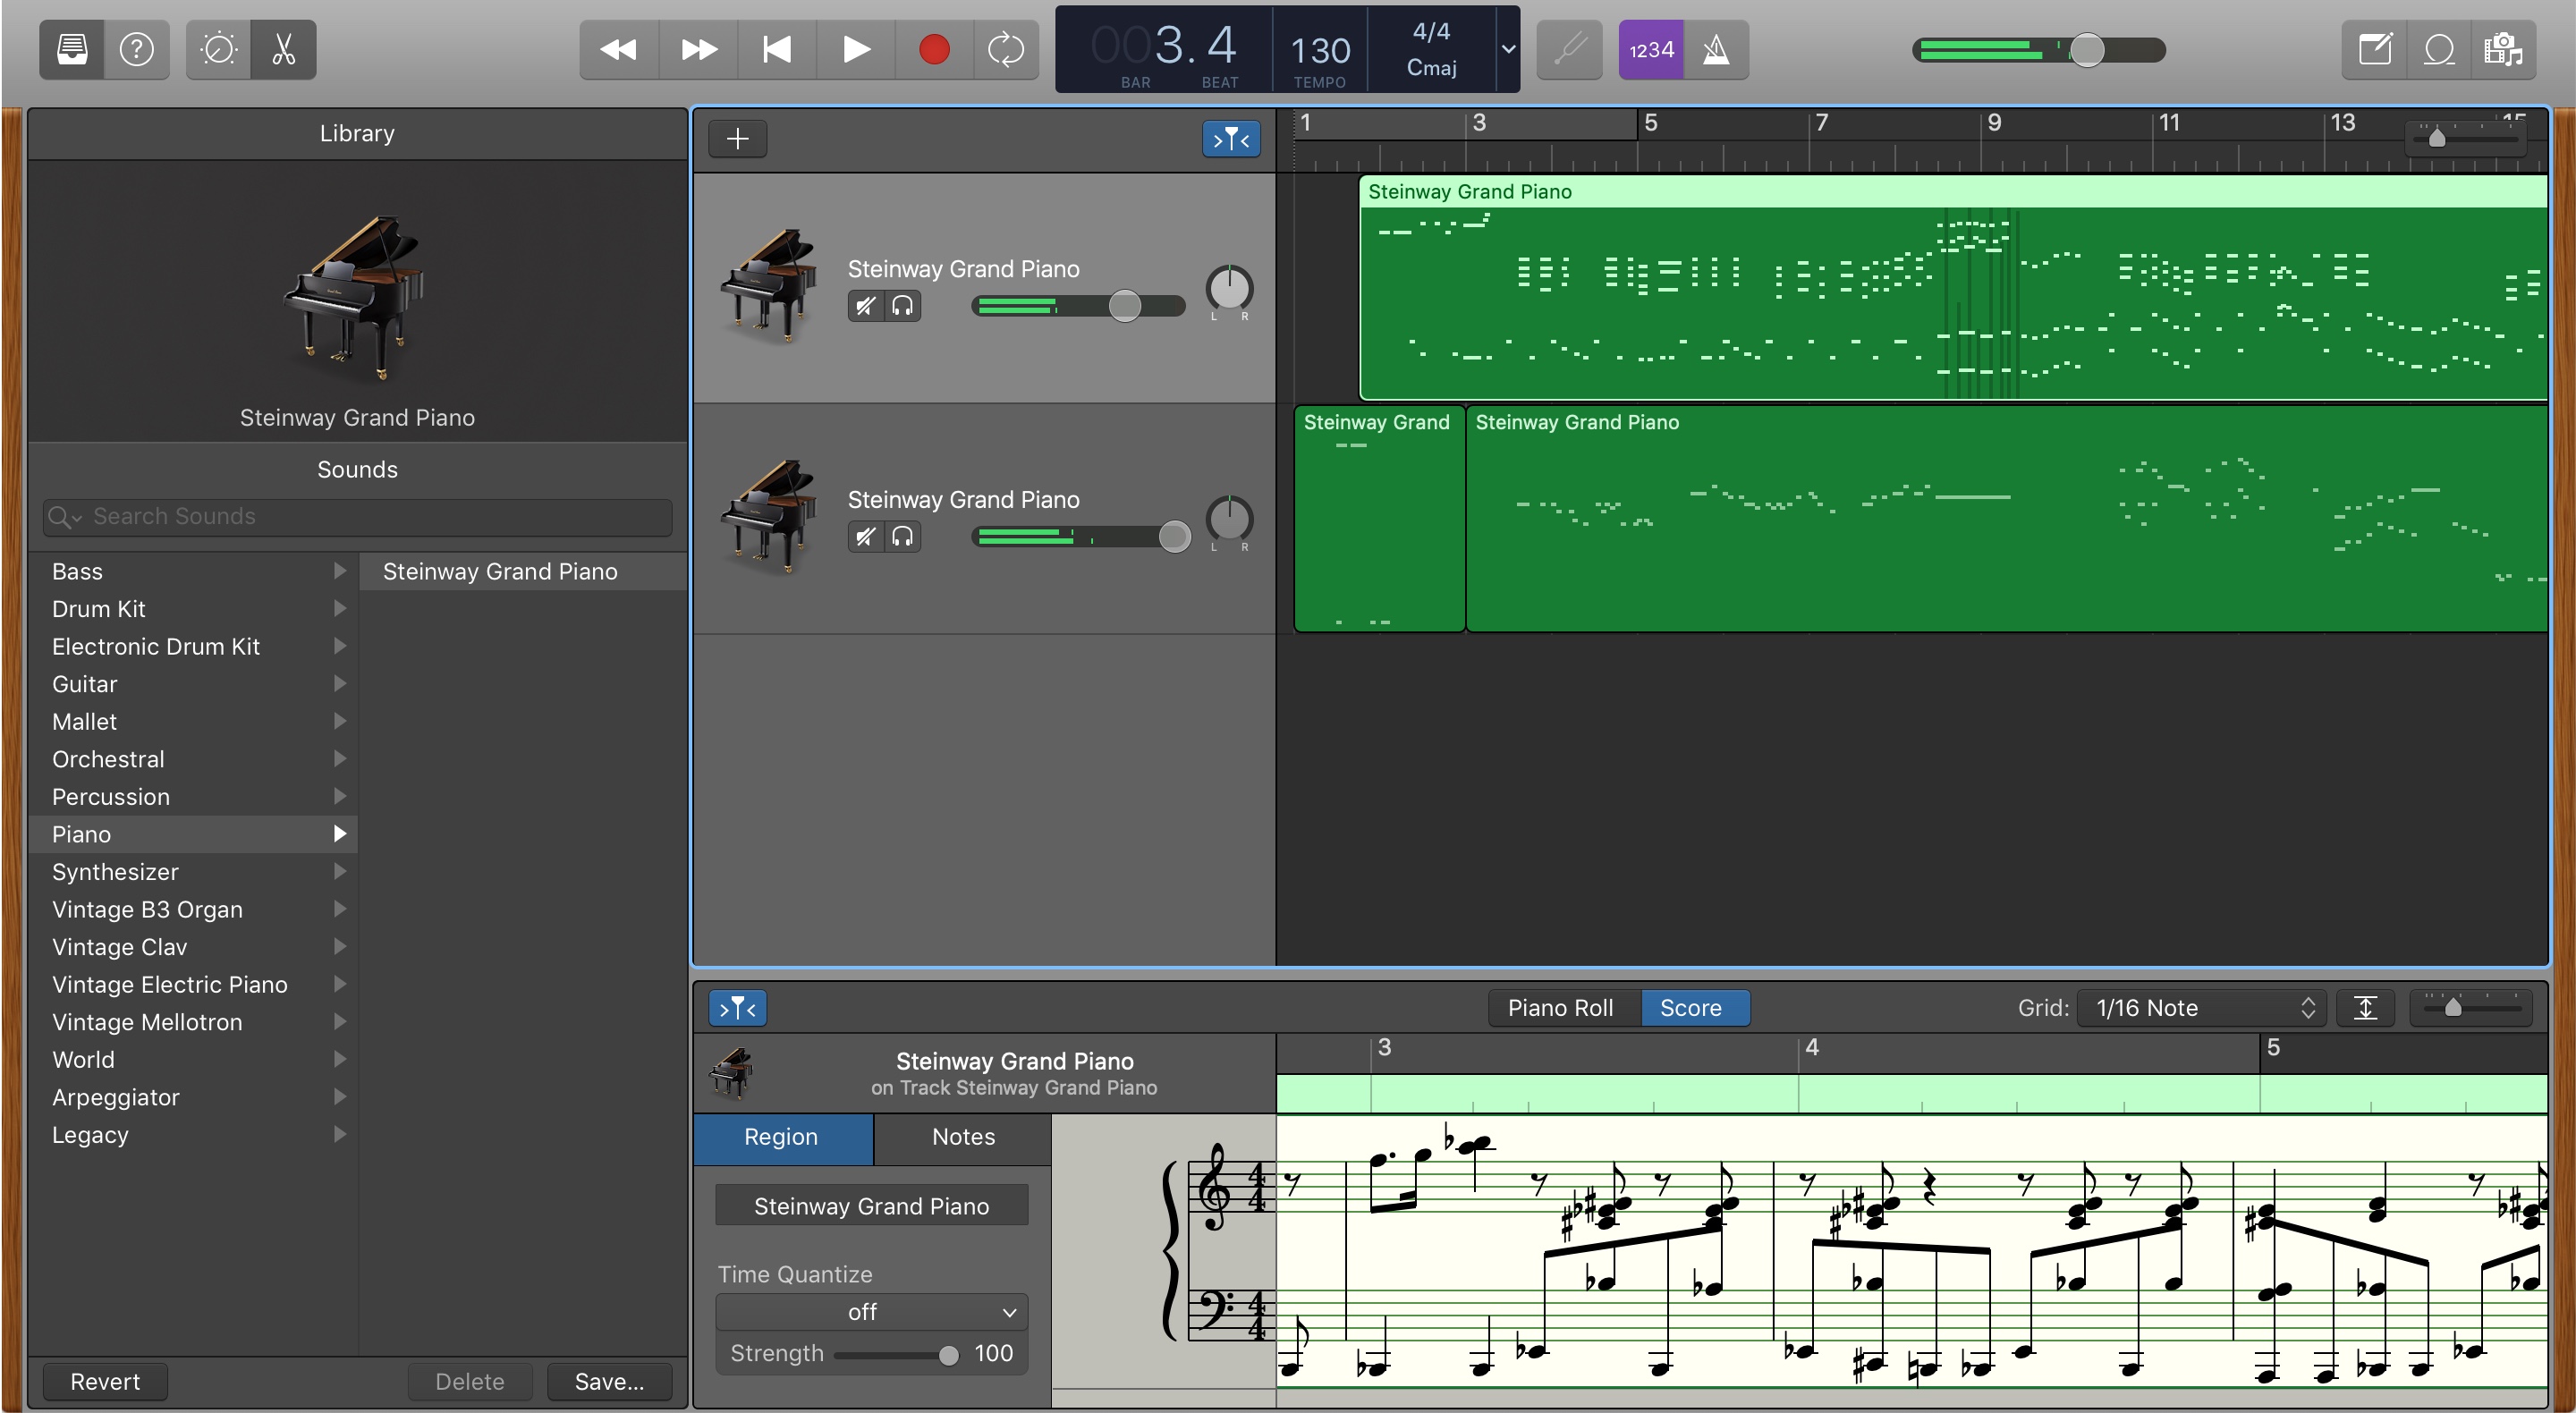 003. 4
BAR BEAT
130
TEMPO
4/4
Cmaj
1234
Library
Steinway Grand Piano
Sounds
Search Sounds
Bass
Drum Kit
Electronic Drum Kit
Guitar
Mallet
Orchestral
Percussion
Piano
Synthesizer
Vintage B3 Organ
Vintage Clav
Vintage Electric Piano
Vintage Mellotron
World
Arpeggiator
Legacy
Steinway Grand Piano
Revert Delete Save...
1 3 5 7 9 11 13 15
Steinway Grand Piano
L R
Steinway Grand Piano
Steinway Grand Piano
L R
Steinway Grand Steinway Grand Piano
Piano Roll Score
Grid: 1/16 Note
Steinway Grand Piano
on Track Steinway Grand Piano
3 4 5
Region Notes
Steinway Grand Piano
Time Quantize
off
Strength 100
4
4
4
4